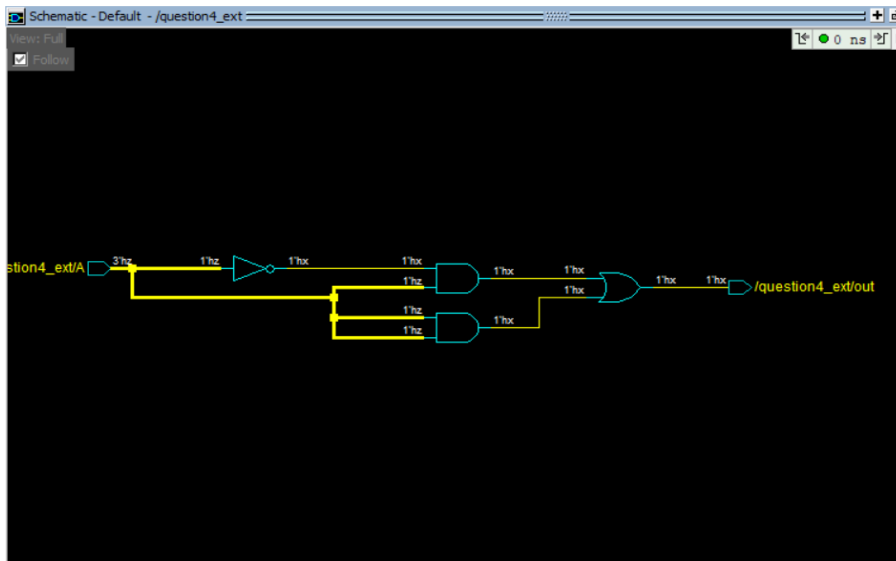 Schematic - Default - /question4_ext
View: Full
0 ns
Follow
stion4_ext/A
3'hz
1'hz
1'hx
1'hx
1'hx
1'hx
1'hx
1'hx
/question4_ext/out
1'hz
1'hx
1'hz
1'hx
1'hz